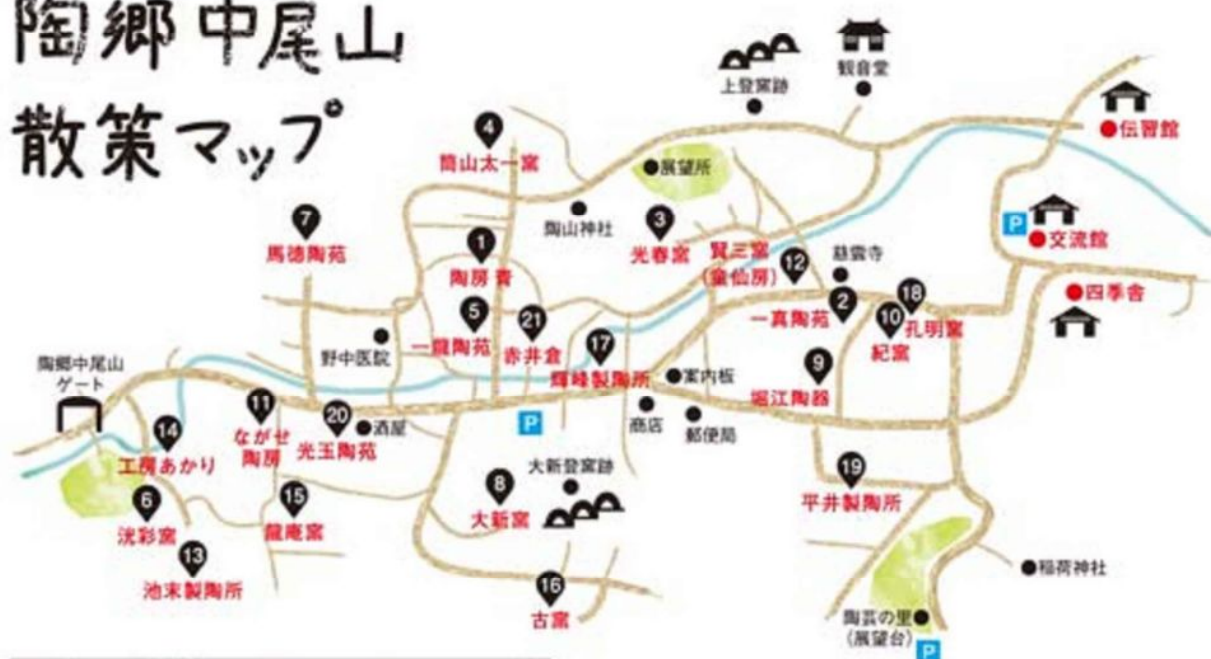 陶郷中尾山
散策マップ
上登窯跡
観音堂
伝習館
4
筒山太一窯
展望所
陶山神社
7
馬徳陶苑
1
陶房青
3
光春窯
賢三窯
(童仙房)
12
慈雲寺
P
交流館
四季舎
5
一龍陶苑
21
赤井倉
2
一真陶苑
18
孔明窯
10
紀窯
野中医院
17
輝峰製陶所
9
堀江陶器
案内板
陶郷中尾山
ゲート
商店
郵便局
P
11
ながせ
陶房
20
光玉陶苑
酒屋
14
工房あかり
6
洸彩窯
15
龍庵窯
13
池末製陶所
8
大新窯
大新登窯跡
16
古窯
19
平井製陶所
稲荷神社
陶芸の里
(展望台)
P